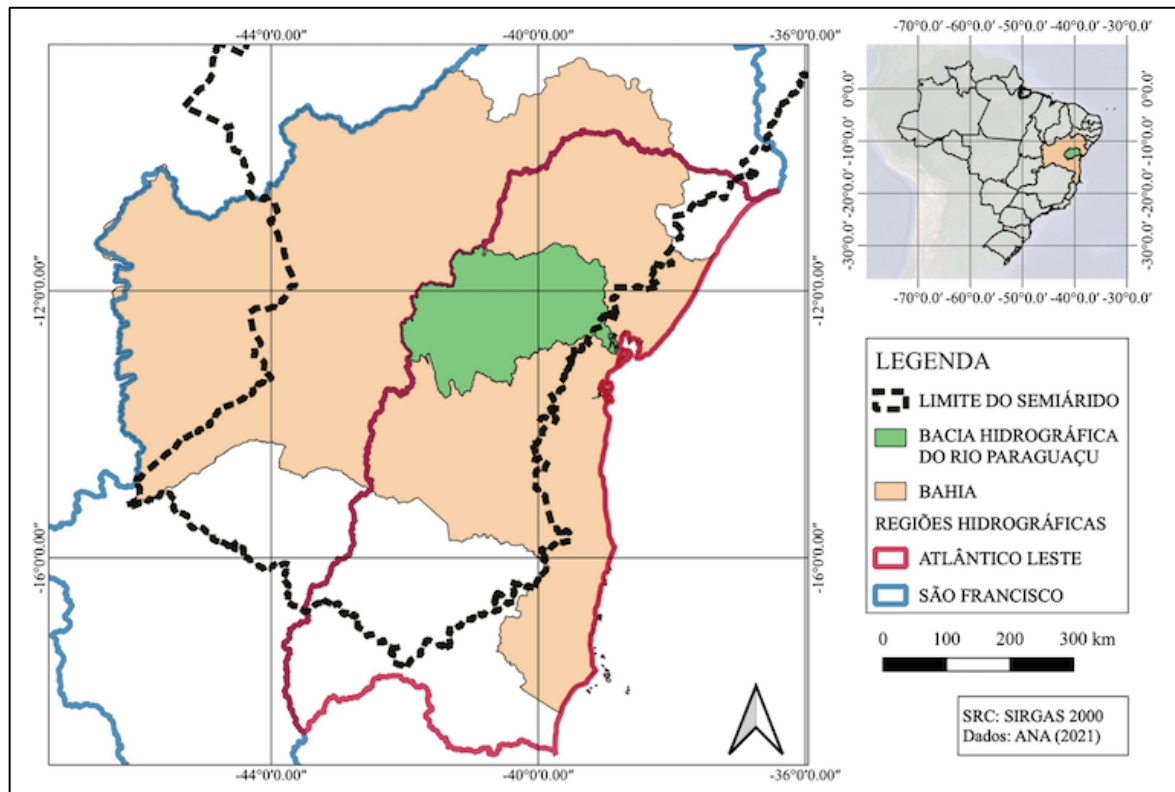 -44°0'0.00″ -40°0'0.00″ -36°0'0.00″
-12°0'0.00″ -12°0'0.00″
-16°0'0.00″ -16°0'0.00″
-44°0'0.00″ -40°0'0.00″ -36°0'0.00″
-70°0.0' -60°0.0' -50°0.0' -40°0.0' -30°0.0'
0°0.0' 0°0.0'
-10°0.0' -10°0.0'
-20°0.0' -20°0.0'
-30°0.0' -30°0.0'
-70°0.0' -60°0.0' -50°0.0' -40°0.0' -30°0.0'
LEGENDA
LIMITE DO SEMIÁRIDO
BACIA HIDROGRÁFICA
DO RIO PARAGUAÇU
BAHIA
REGIÕES HIDROGRÁFICAS
ATLÂNTICO LESTE
SÃO FRANCISCO
0 100 200 300 km
SRC: SIRGAS 2000
Dados: ANA (2021)